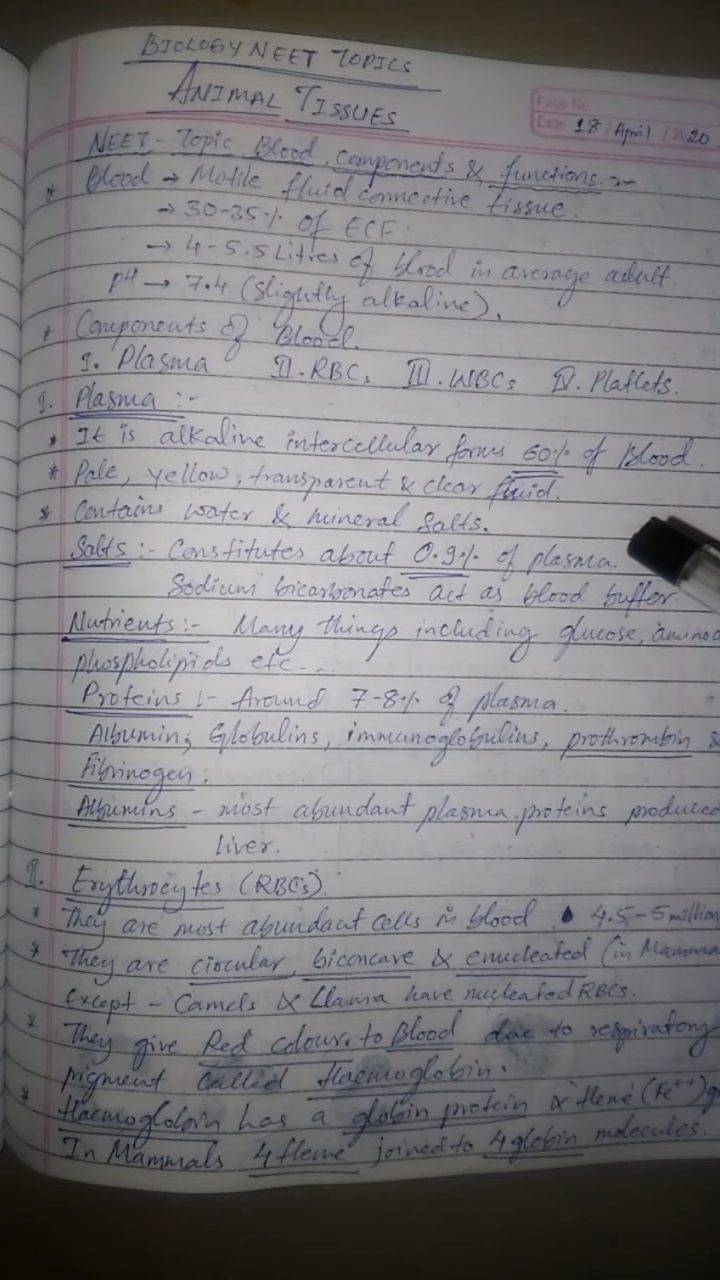 BIOLOGY NEET TOPICS
ANIMAL TISSUES
Page No.
Date 18 / April / 2020
NEET - Topic Blood, components & functions :-
* Blood → Motile fluid connective tissue.
→ 30-35% of ECF.
→ 4-5.5 Litres of blood in average adult
pH → 7.4 (Slightly alkaline).
* Components of Blood.
I. Plasma II. RBCs III. WBCs IV. Platlets.
I. Plasma :-
* It is alkaline intercellular forms 60% of Blood.
* Pale, yellow, transparent & clear fluid.
* Contains water & mineral salts.
Salts :- Constitutes about 0.9% of plasma.
Sodium bicarbonates act as blood buffer.
Nutrients :- Many things including glucose, amino
phospholipids etc...
Proteins :- Around 7-8% of plasma.
Albumin, Globulins, immunoglobulins, prothrombin &
Fibrinogen.
Albumins - most abundant plasma proteins produced
liver.
II. Erythrocytes (RBCs).
* They are most abundant cells in blood 4.5-5 million
* They are circular, biconcave & enucleated (in Mamma
Except - Camels & Llama have nucleated RBCs.
* They give Red colour to Blood due to respiratory
pigment called Haemoglobin.
* Haemoglobin has a globin protein & Heme (Fe++) g
In Mammals 4 Heme joined to 4 globin molecules.